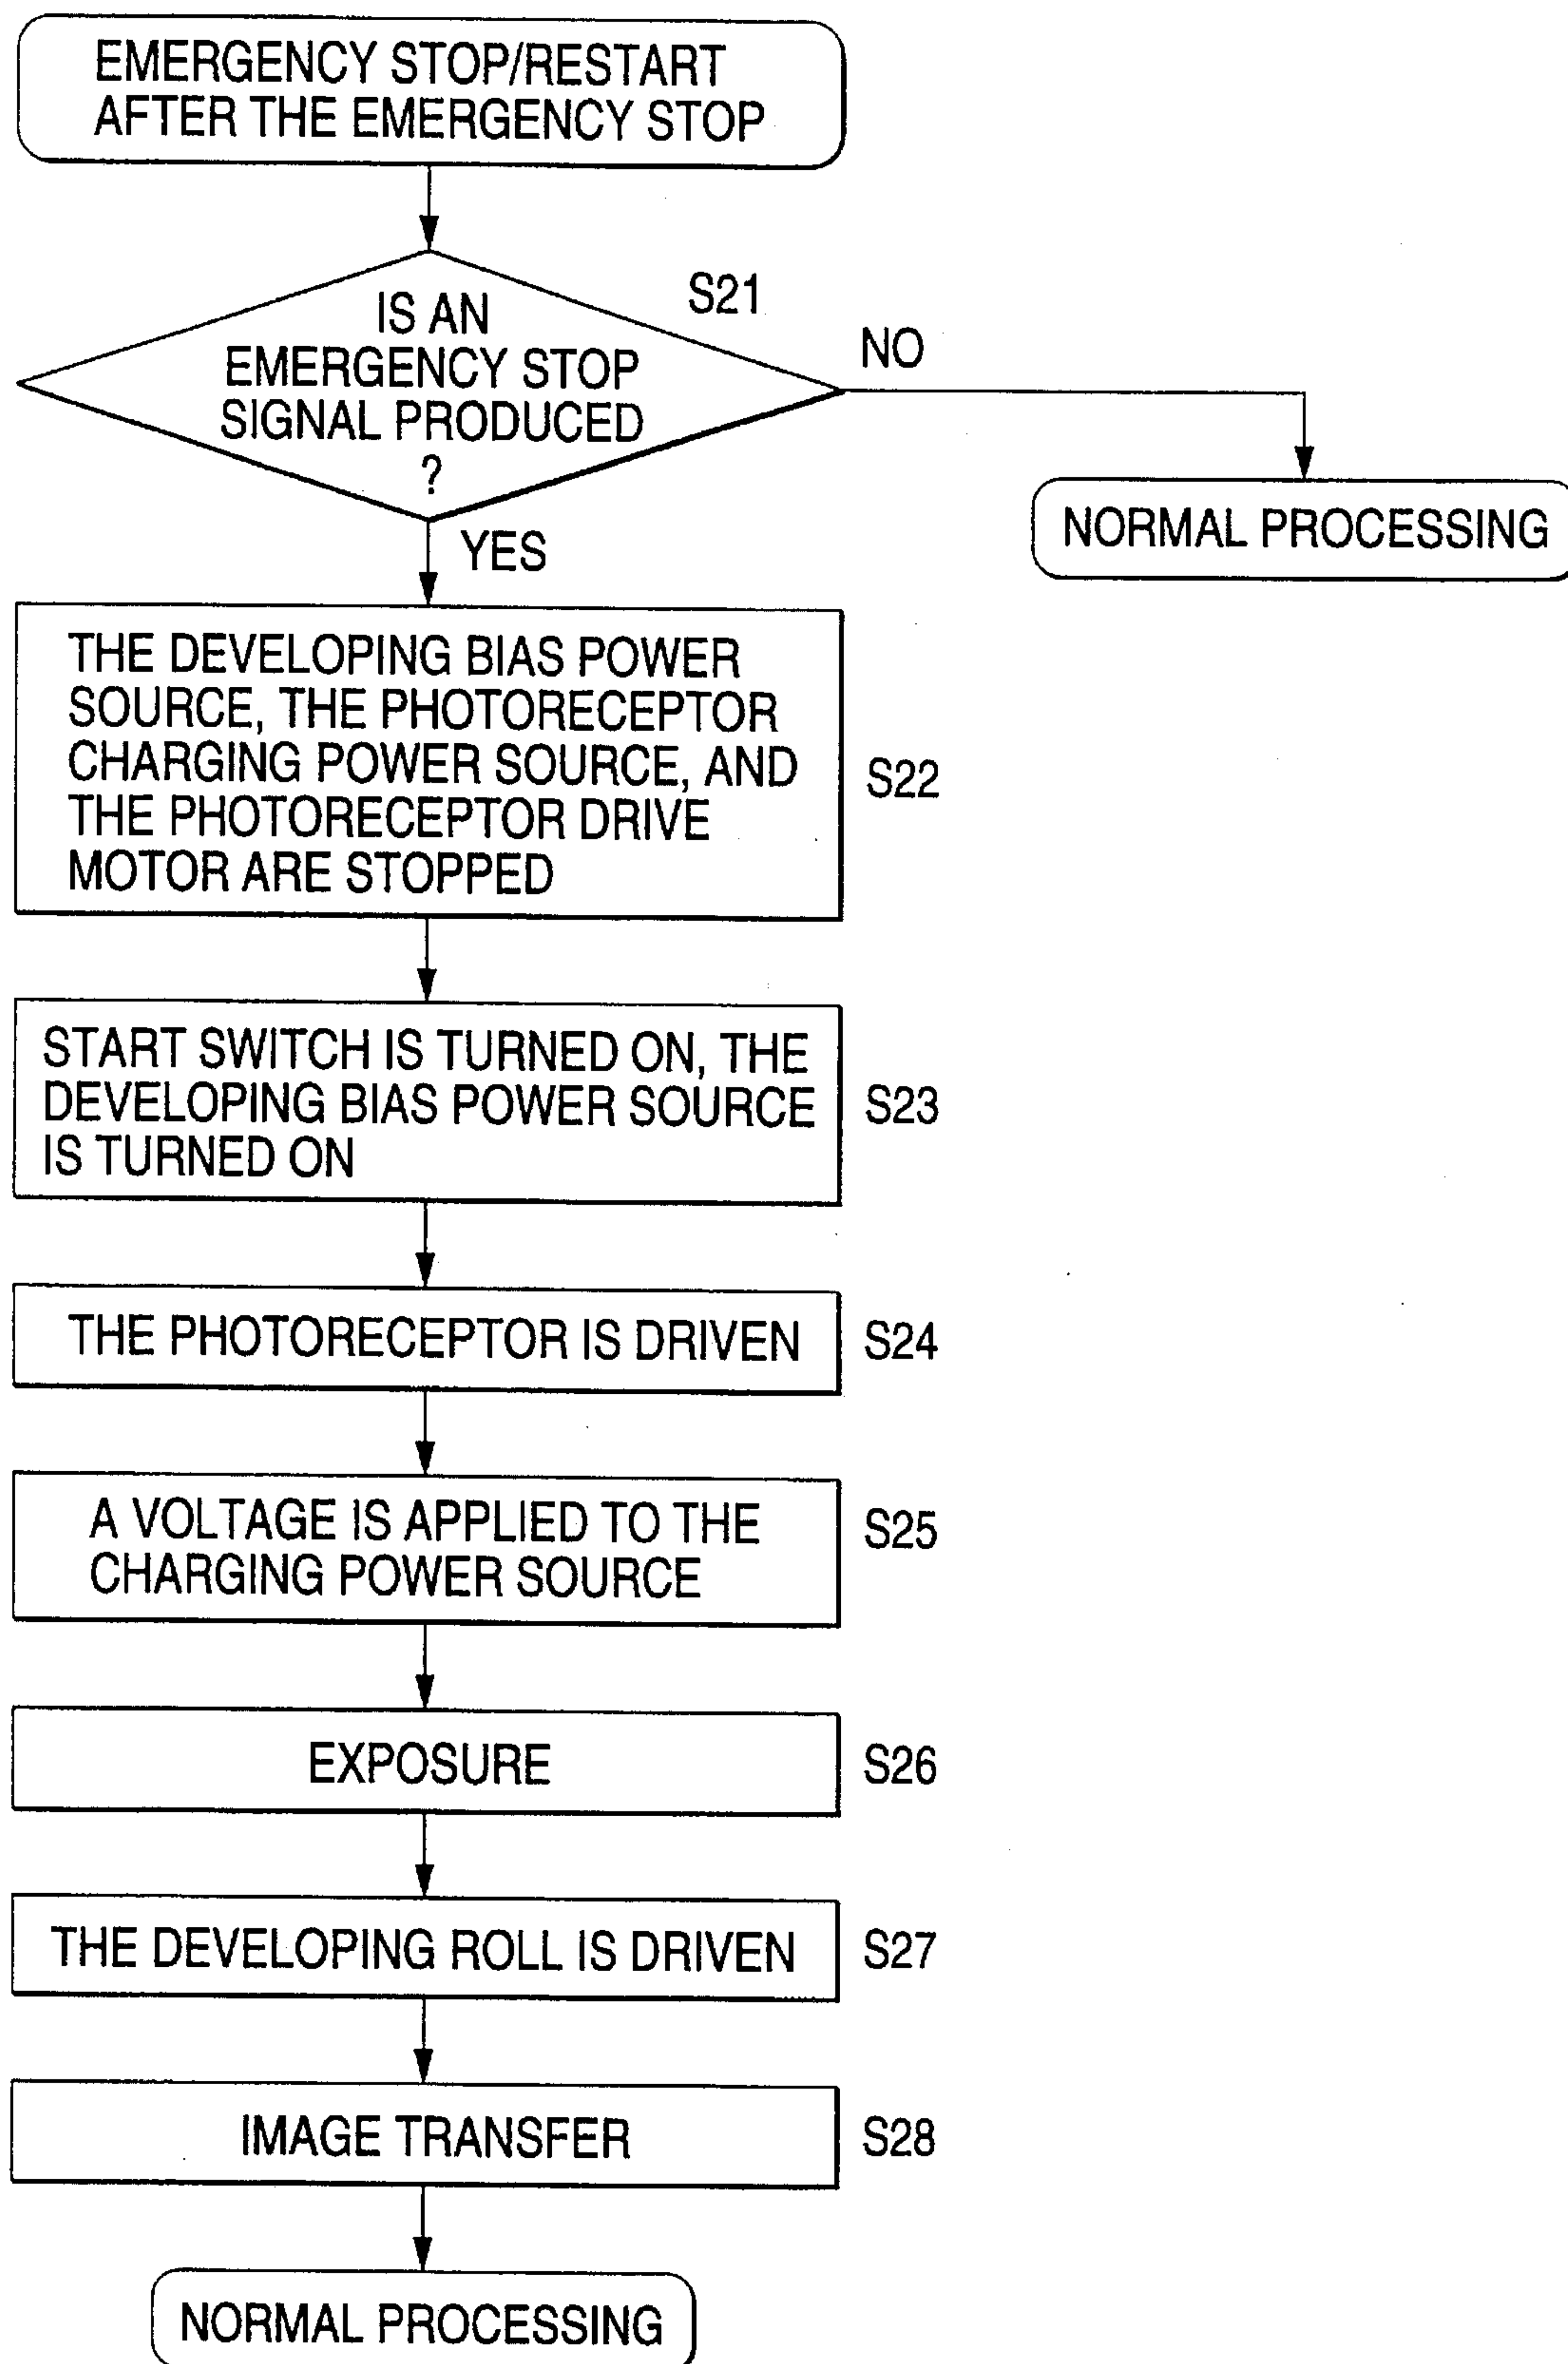 EMERGENCY STOP/RESTART
AFTER THE EMERGENCY STOP
S21
IS AN
EMERGENCY STOP
SIGNAL PRODUCED
?
NO
NORMAL PROCESSING
YES
THE DEVELOPING BIAS POWER
SOURCE, THE PHOTORECEPTOR
CHARGING POWER SOURCE, AND
THE PHOTORECEPTOR DRIVE
MOTOR ARE STOPPED
S22
START SWITCH IS TURNED ON, THE
DEVELOPING BIAS POWER SOURCE
IS TURNED ON
S23
THE PHOTORECEPTOR IS DRIVEN
S24
A VOLTAGE IS APPLIED TO THE
CHARGING POWER SOURCE
S25
EXPOSURE
S26
THE DEVELOPING ROLL IS DRIVEN
S27
IMAGE TRANSFER
S28
NORMAL PROCESSING